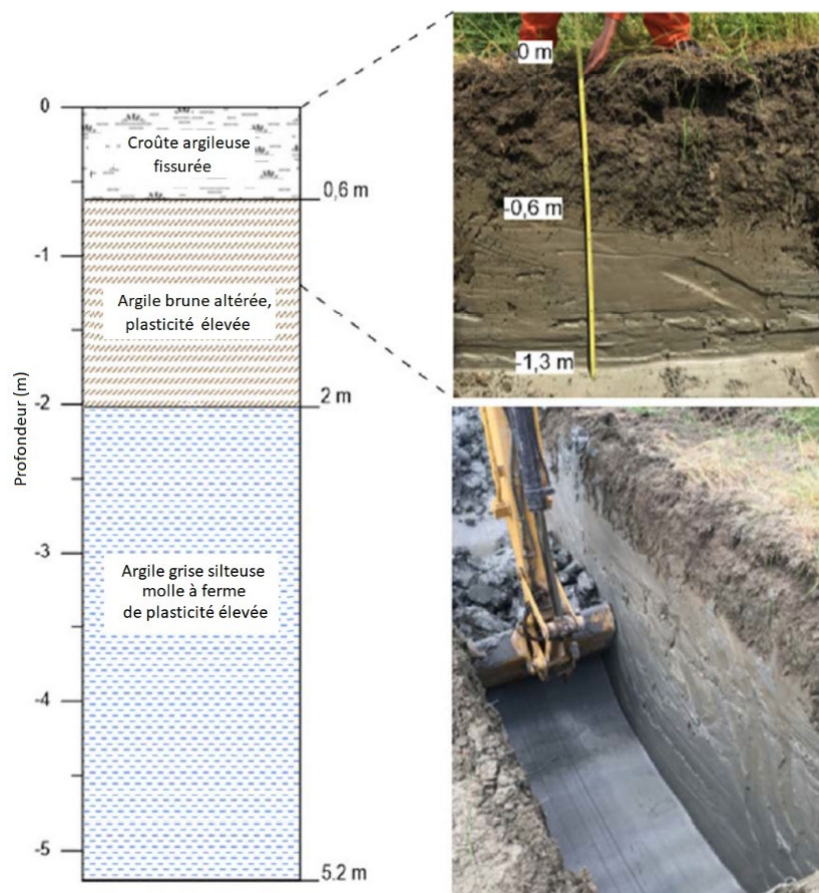 0 m
0
Croûte argileuse
fissurée
0,6 m
-0,6 m
-1
Argile brune altérée,
plasticité élevée
-1,3 m
-2
2 m
Profondeur (m)
-3
Argile grise silteuse
molle à ferme
de plasticité élevée
-4
-5
5.2 m